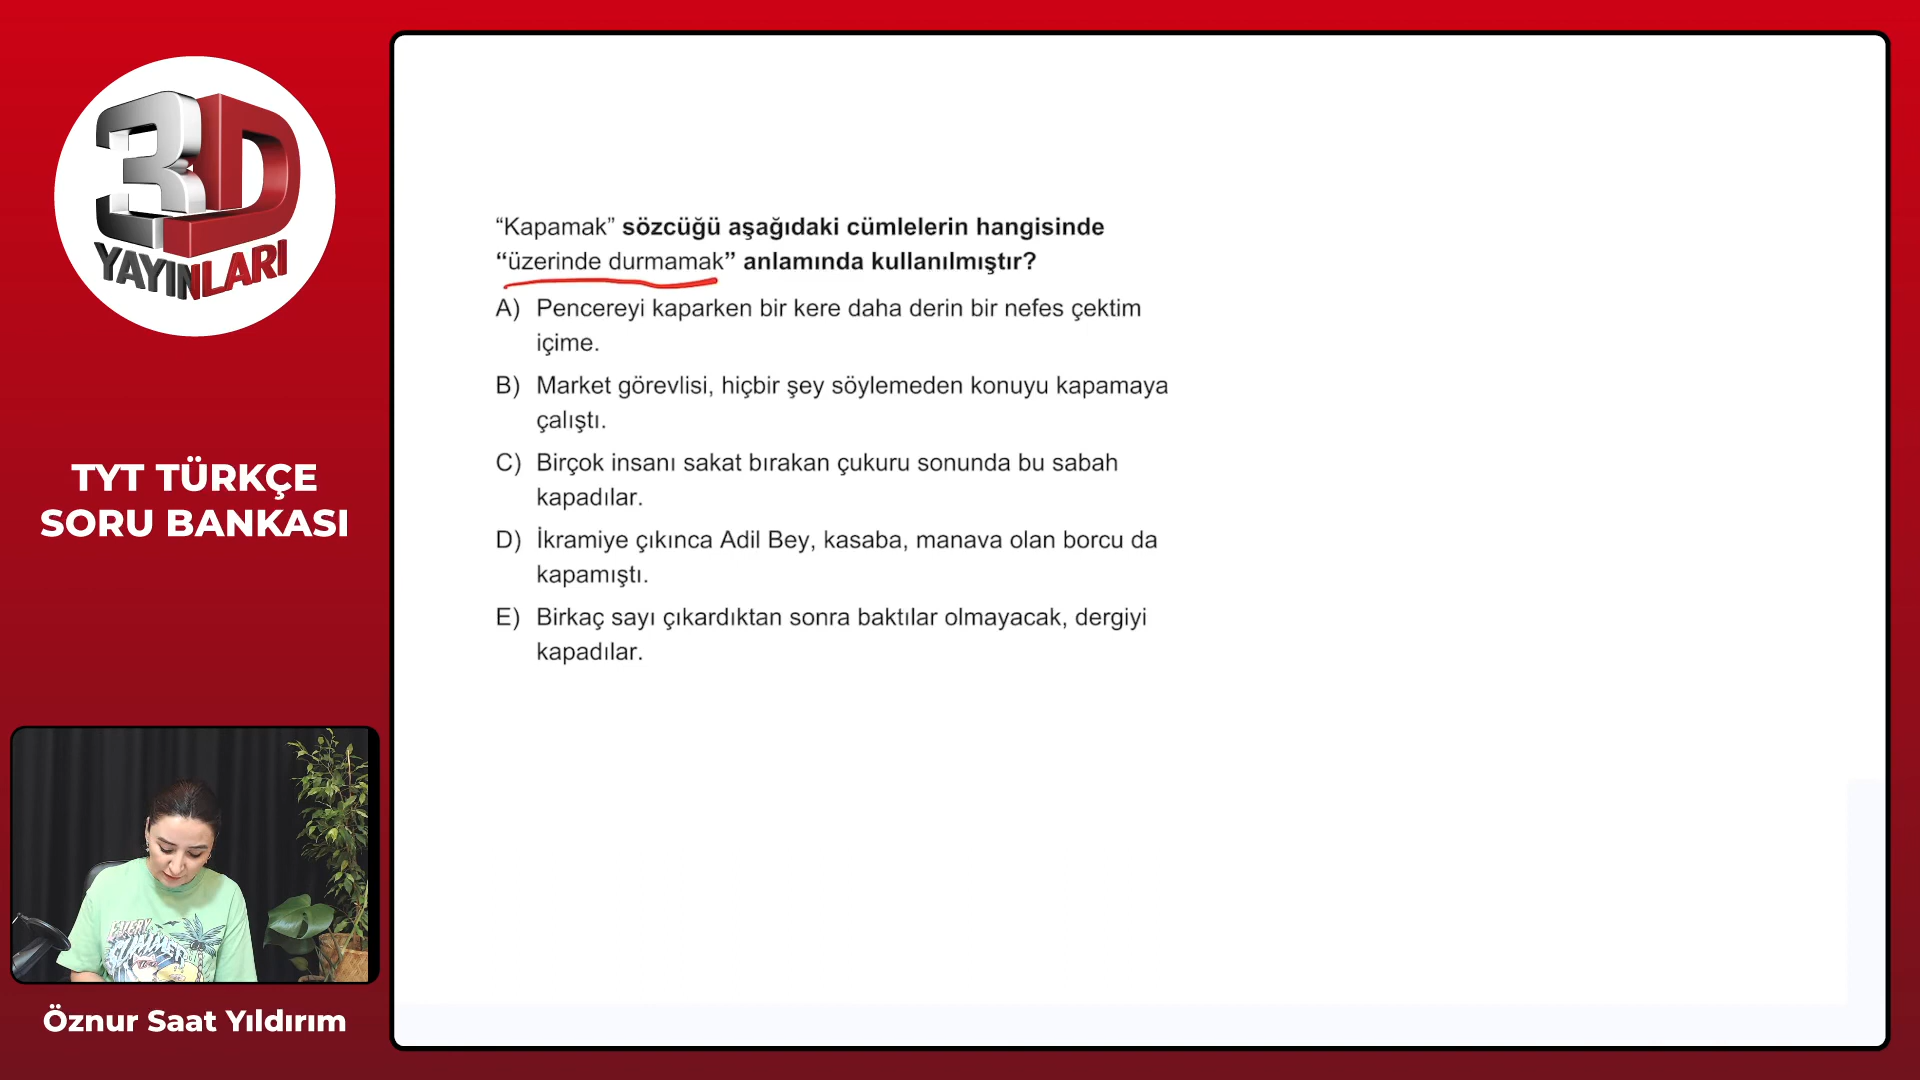 3D
YAYINLARI
TYT TÜRKÇE
SORU BANKASI
“Kapamak” sözcüğü aşağıdaki cümlelerin hangisinde
“üzerinde durmamak” anlamında kullanılmıştır?
A) Pencereyi kaparken bir kere daha derin bir nefes çektim
içime.
B) Market görevlisi, hiçbir şey söylemeden konuyu kapamaya
çalıştı.
C) Birçok insanı sakat bırakan çukuru sonunda bu sabah
kapadılar.
D) İkramiye çıkınca Adil Bey, kasaba, manava olan borcu da
kapamıştı.
E) Birkaç sayı çıkardıktan sonra baktılar olmayacak, dergiyi
kapadılar.
SUMMER
Öznur Saat Yıldırım